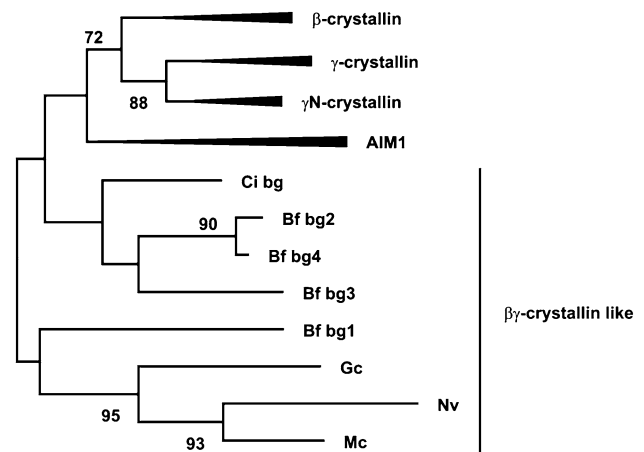 β-crystallin
72
γ-crystallin
88
γN-crystallin
AIM1
Ci bg
90
Bf bg2
Bf bg4
Bf bg3
βγ-crystallin like
Bf bg1
Gc
95
Nv
93
Mc